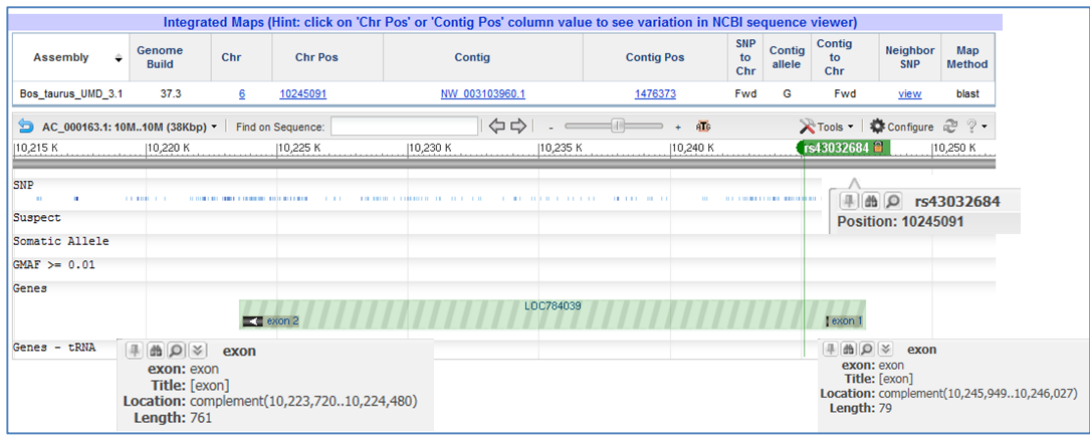 Integrated Maps (Hint: click on 'Chr Pos' or 'Contig Pos' column value to see variation in NCBI sequence viewer)
Assembly Genome Build Chr Chr Pos Contig Contig Pos SNP to Chr Contig allele Contig to Chr Neighbor SNP Map Method
Bos_taurus_UMD_3.1 37.3 6 10245091 NW_003103960.1 1476373 Fwd G Fwd view blast
AC_000163.1: 10M..10M (38Kbp) Find on Sequence: - + Tools Configure ?
10,215 K 10,220 K 10,225 K 10,230 K 10,235 K 10,240 K rs43032684 10,250 K
SNP
rs43032684
Position: 10245091
Suspect
Somatic Allele
GMAF >= 0.01
Genes
LOC784039
exon 2 exon 1
Genes - tRNA
exon
exon: exon
Title: [exon]
Location: complement(10,223,720..10,224,480)
Length: 761
exon
exon: exon
Title: [exon]
Location: complement(10,245,949..10,246,027)
Length: 79